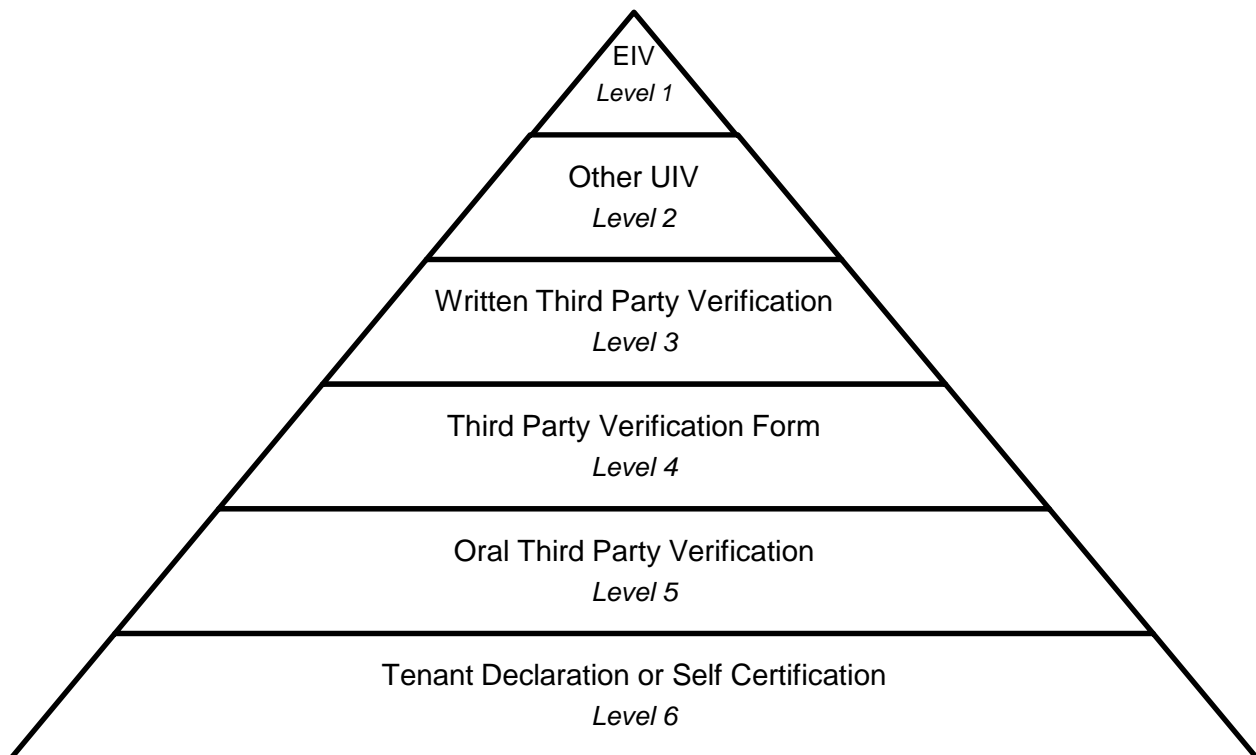 EIV
Level 1
Other UIV
Level 2
Written Third Party Verification
Level 3
Third Party Verification Form
Level 4
Oral Third Party Verification
Level 5
Tenant Declaration or Self Certification
Level 6